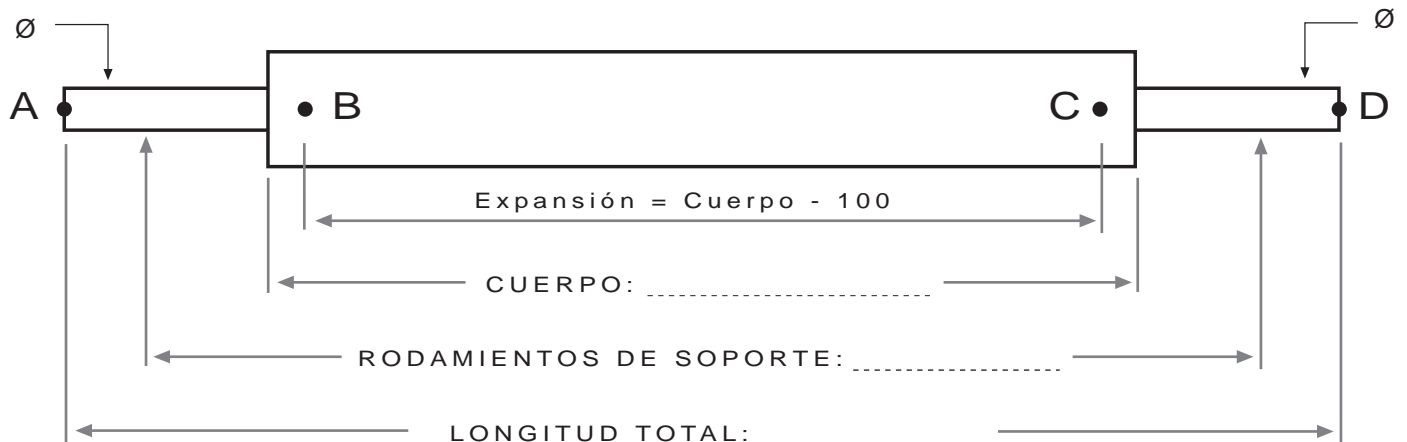 Ø Ø
A B C D
Expansión = Cuerpo - 100
CUERPO:
RODAMIENTOS DE SOPORTE:
LONGITUD TOTAL: